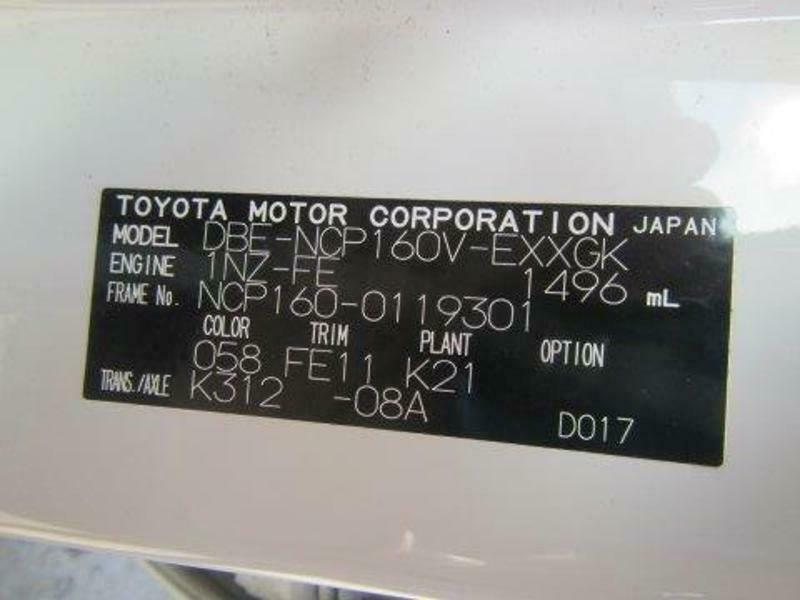 TOYOTA MOTOR CORPORATION JAPAN
MODEL DBE-NCP160V-EXXGK
ENGINE 1NZ-FE 1496 mL
FRAME No. NCP160-0119301
COLOR TRIM PLANT OPTION
058 FE11 K21
TRANS./AXLE K312 -08A
D017